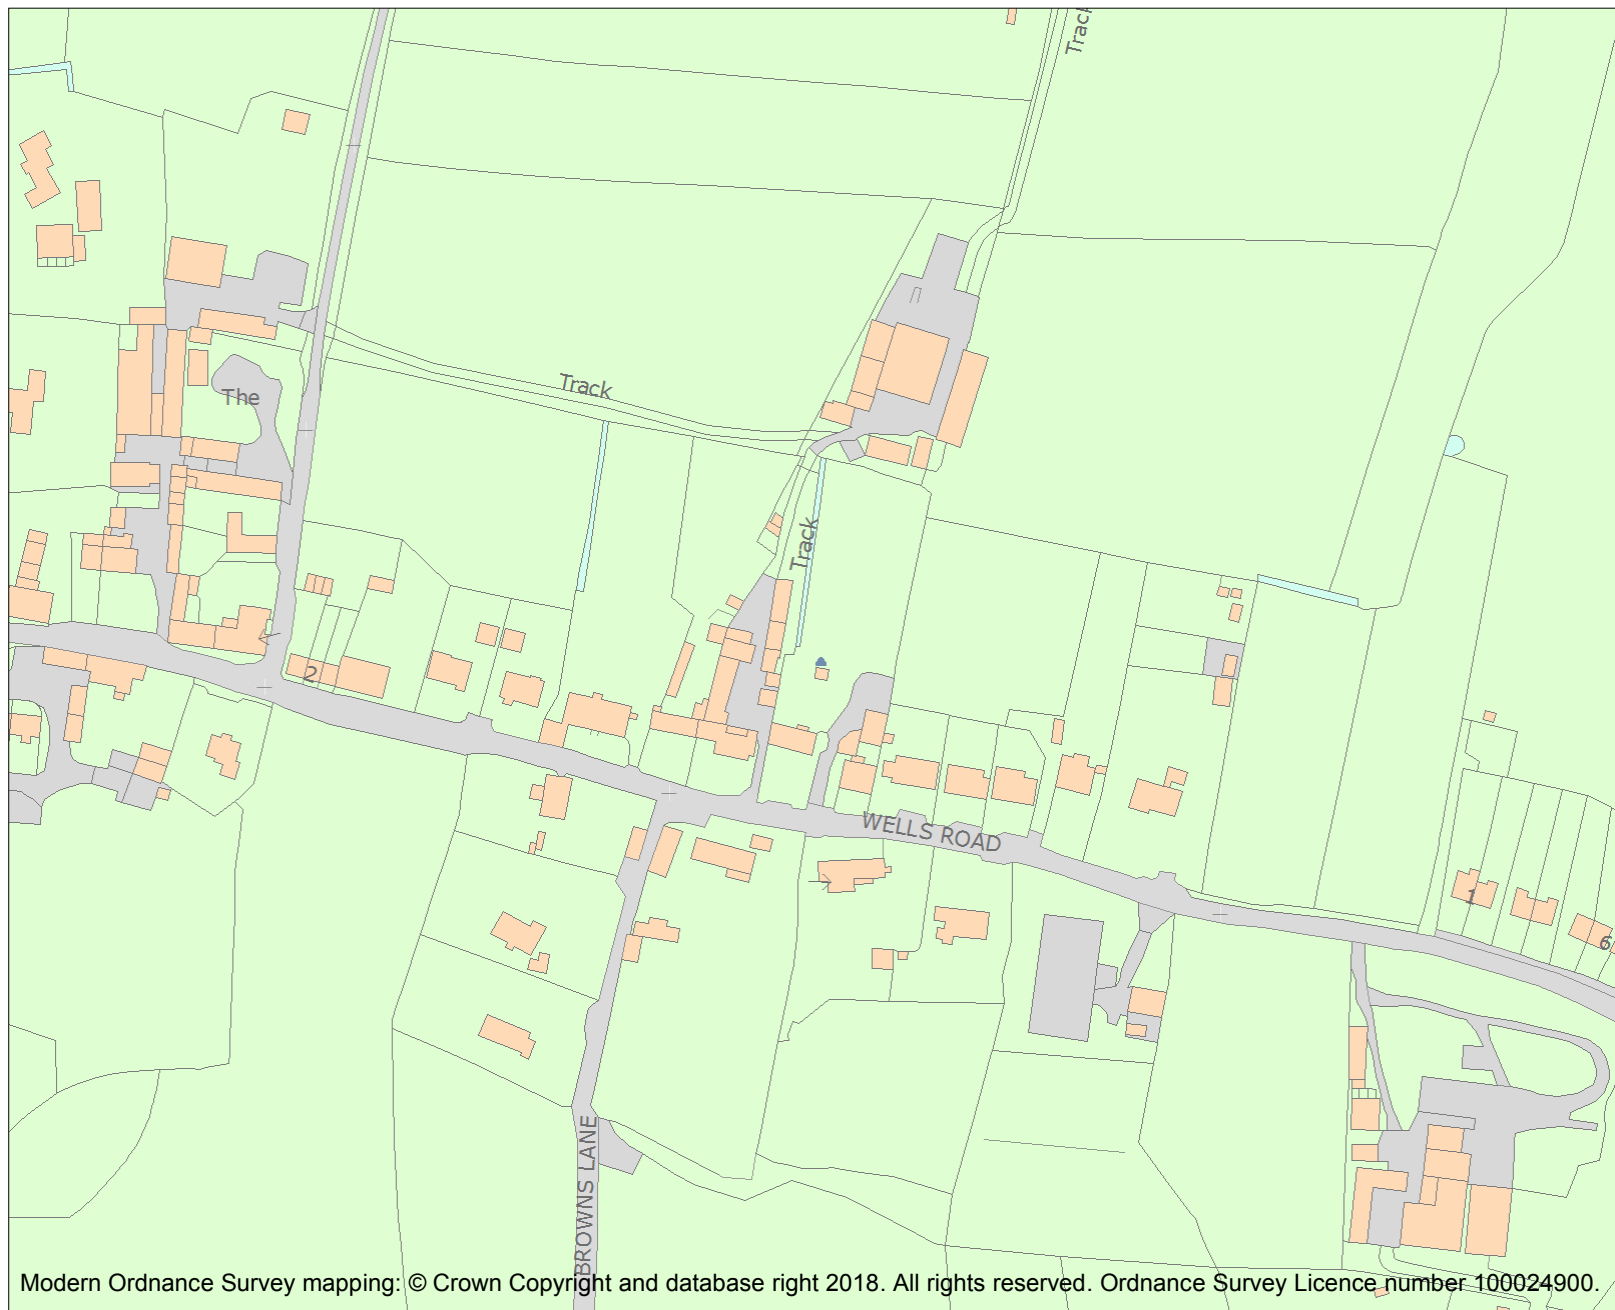 Track
The
Track
Track
2
WELLS ROAD
1
6
BROWNS LANE
Modern Ordnance Survey mapping: © Crown Copyright and database right 2018. All rights reserved. Ordnance Survey Licence number 100024900.